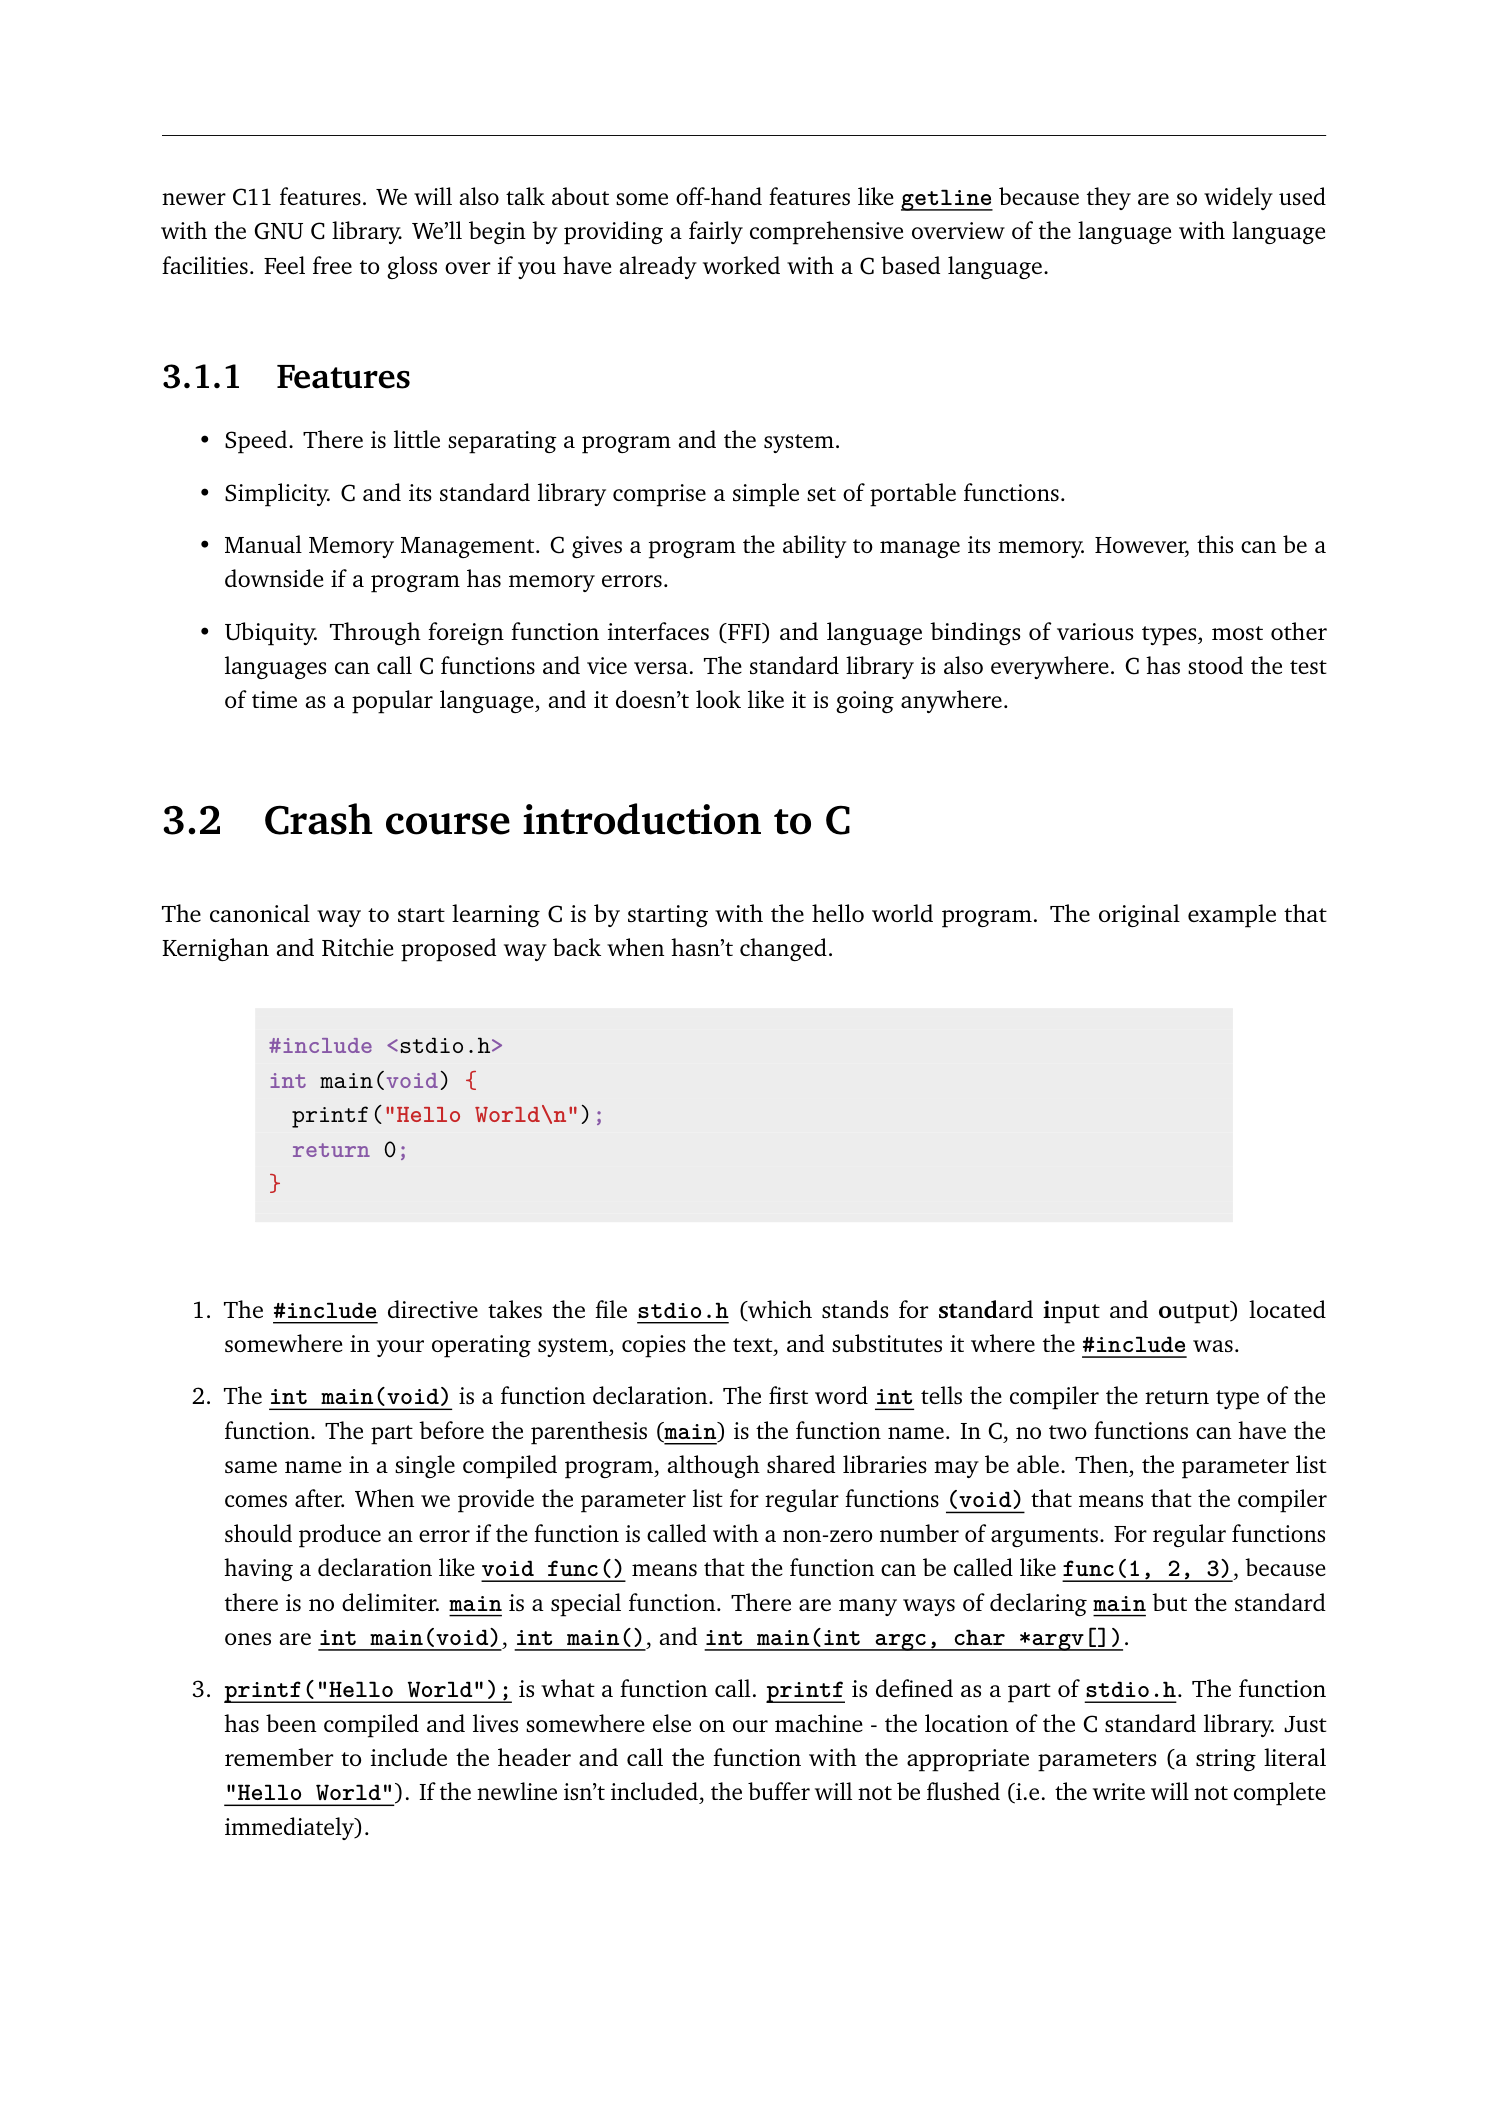 newer C11 features. We will also talk about some off-hand features like getline because they are so widely used
with the GNU C library. We’ll begin by providing a fairly comprehensive overview of the language with language
facilities. Feel free to gloss over if you have already worked with a C based language.
3.1.1 Features
• Speed. There is little separating a program and the system.
• Simplicity. C and its standard library comprise a simple set of portable functions.
• Manual Memory Management. C gives a program the ability to manage its memory. However, this can be a
downside if a program has memory errors.
• Ubiquity. Through foreign function interfaces (FFI) and language bindings of various types, most other
languages can call C functions and vice versa. The standard library is also everywhere. C has stood the test
of time as a popular language, and it doesn’t look like it is going anywhere.
3.2 Crash course introduction to C
The canonical way to start learning C is by starting with the hello world program. The original example that
Kernighan and Ritchie proposed way back when hasn’t changed.
#include <stdio.h>
int main(void) {
  printf("Hello World\n");
  return 0;
}
1. The #include directive takes the file stdio.h (which stands for standard input and output) located
somewhere in your operating system, copies the text, and substitutes it where the #include was.
2. The int main(void) is a function declaration. The first word int tells the compiler the return type of the
function. The part before the parenthesis (main) is the function name. In C, no two functions can have the
same name in a single compiled program, although shared libraries may be able. Then, the parameter list
comes after. When we provide the parameter list for regular functions (void) that means that the compiler
should produce an error if the function is called with a non-zero number of arguments. For regular functions
having a declaration like void func() means that the function can be called like func(1, 2, 3), because
there is no delimiter. main is a special function. There are many ways of declaring main but the standard
ones are int main(void), int main(), and int main(int argc, char *argv[]).
3. printf("Hello World"); is what a function call. printf is defined as a part of stdio.h. The function
has been compiled and lives somewhere else on our machine - the location of the C standard library. Just
remember to include the header and call the function with the appropriate parameters (a string literal
"Hello World"). If the newline isn’t included, the buffer will not be flushed (i.e. the write will not complete
immediately).